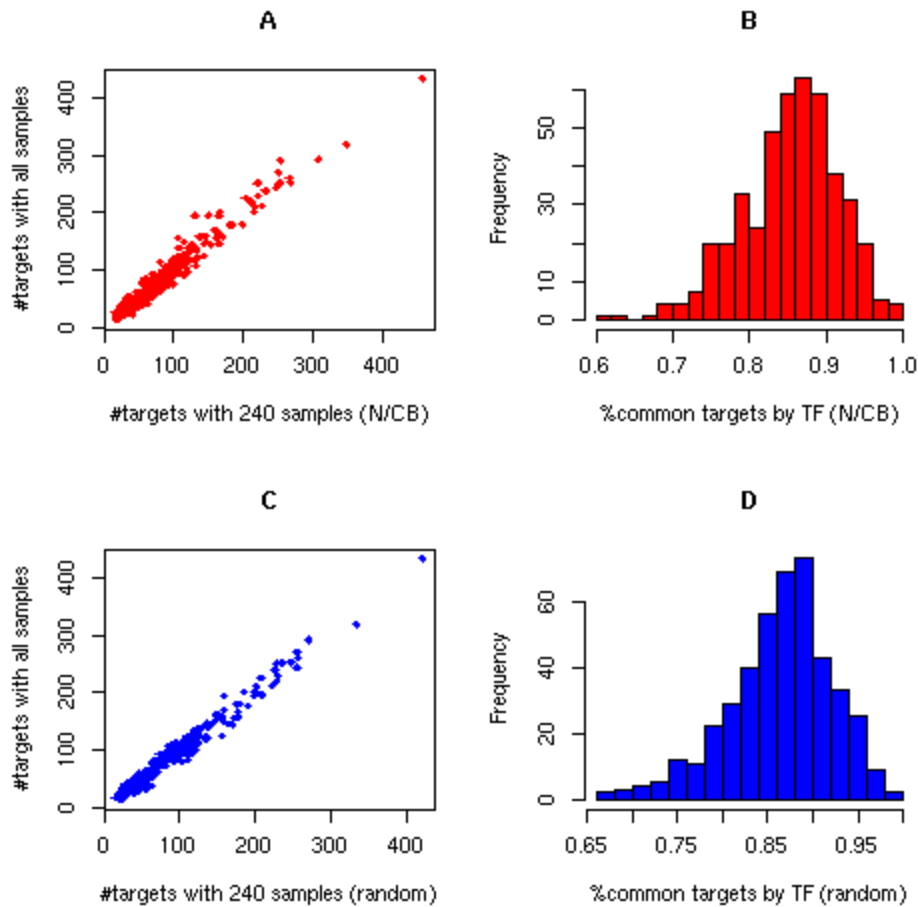 A
#targets with all samples
0 100 200 300 400
0 100 200 300 400
#targets with 240 samples (N/CB)
B
Frequency
0 10 30 50
0.6 0.7 0.8 0.9 1.0
%common targets by TF (N/CB)
C
#targets with all samples
0 100 200 300 400
0 100 200 300 400
#targets with 240 samples (random)
D
Frequency
0 20 40 60
0.65 0.75 0.85 0.95
%common targets by TF (random)